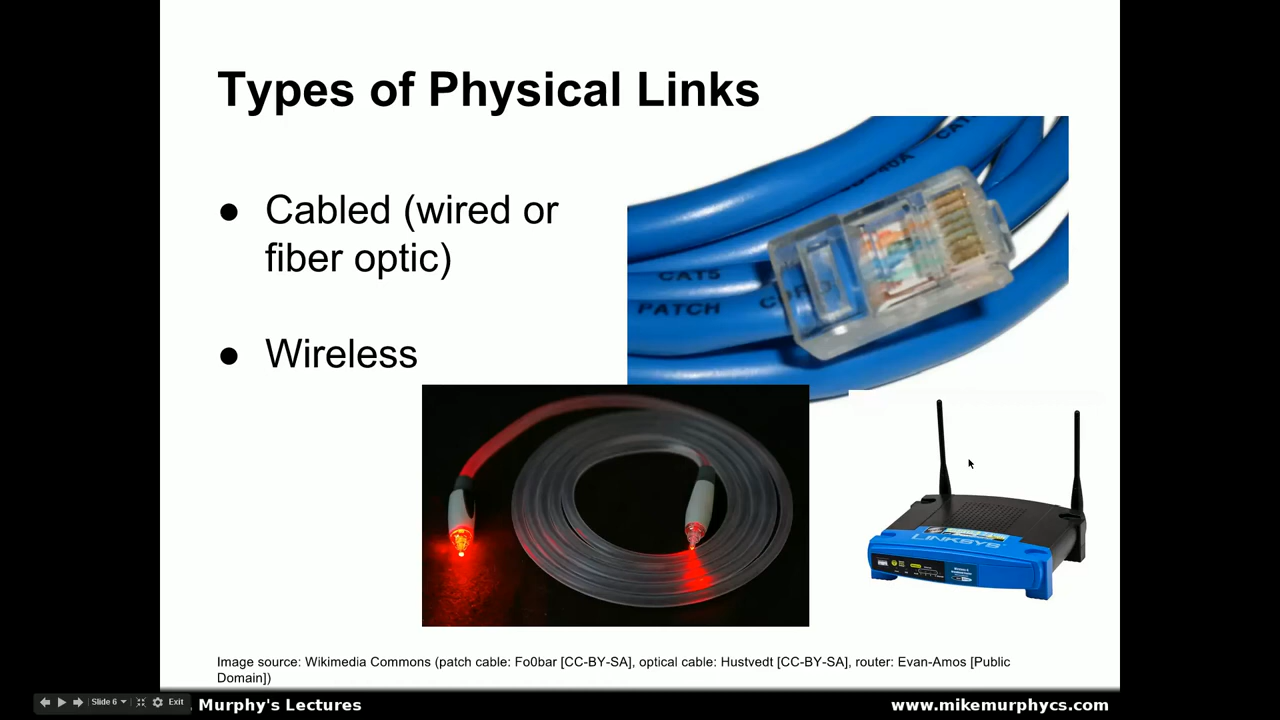 Types of Physical Links
● Cabled (wired or
fiber optic)
● Wireless
CAT5
PATCH
LINKSYS
Image source: Wikimedia Commons (patch cable: Fo0bar [CC-BY-SA], optical cable: Hustvedt [CC-BY-SA], router: Evan-Amos [Public
Domain])
Slide 6
Exit
Murphy's Lectures
www.mikemurphycs.com